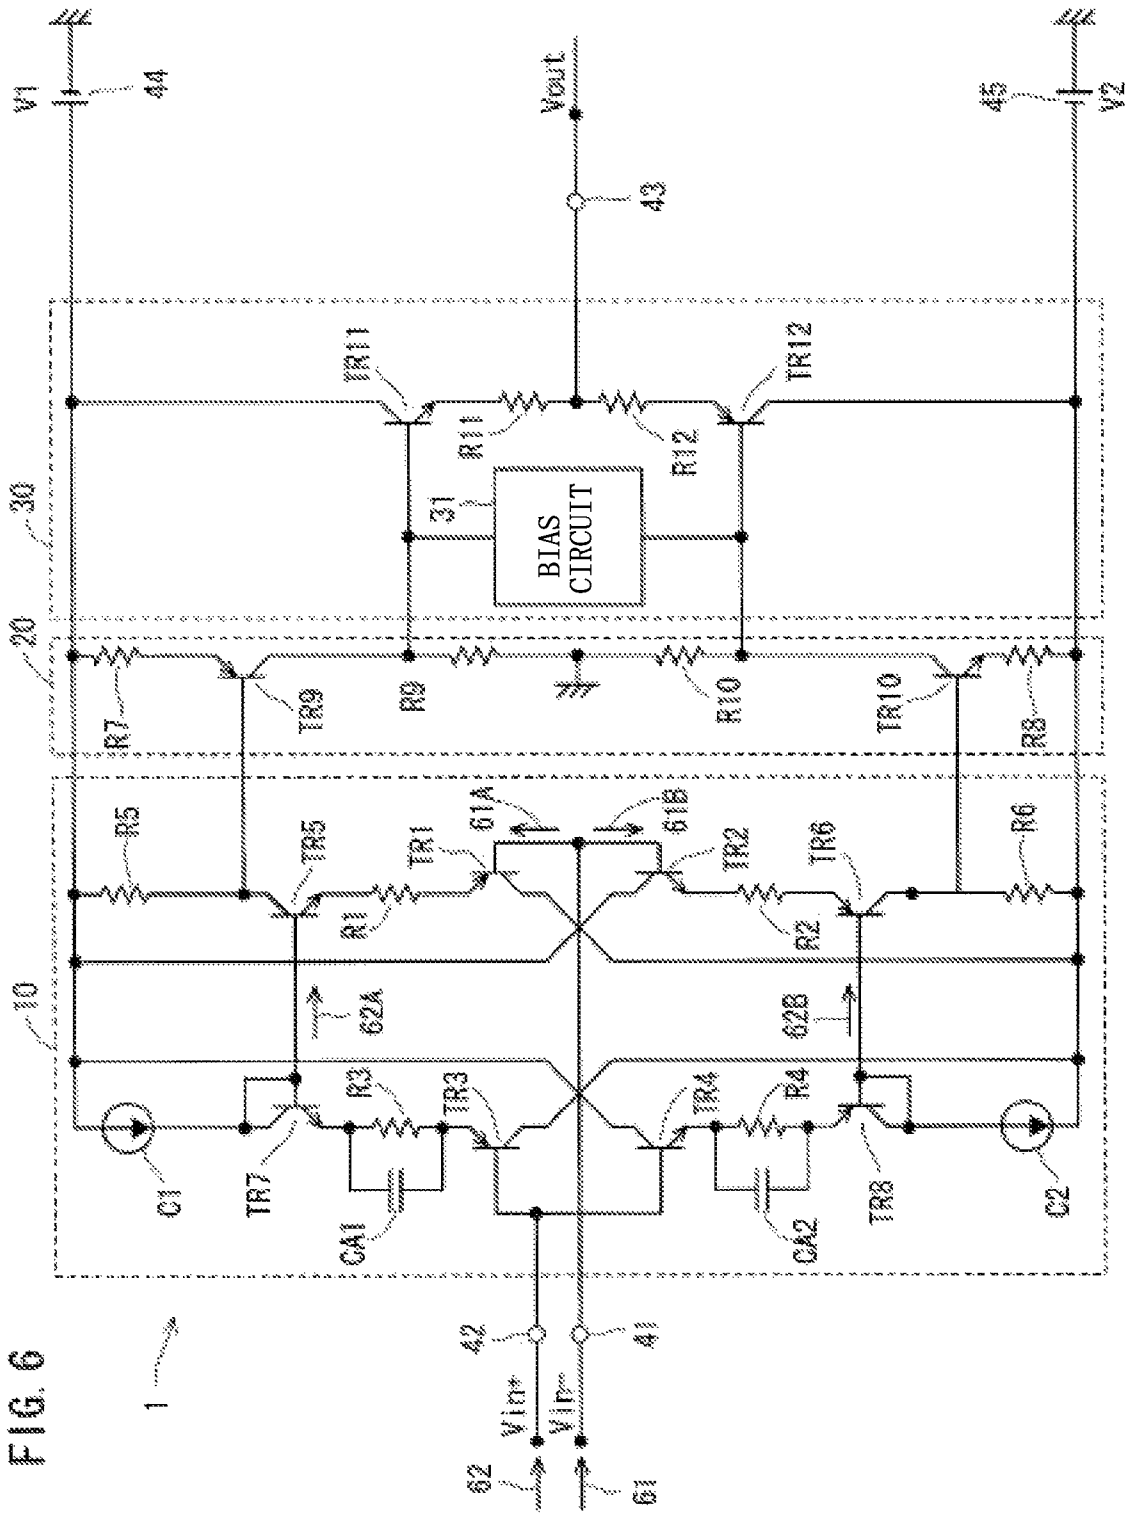 FIG. 6
1
10
20
30
V1
44
R5
R7
C1
TR7
TR5
TR9
TR11
62A
R3
CA1
TR3
R1
TR1
61A
R9
31
BIAS
CIRCUIT
R11
Vout
43
62
Vin+
42
61
Vin−
41
61B
TR4
TR2
R10
R12
TR12
CA2
R4
62B
R2
TR6
TR10
TR8
C2
R6
R8
45
V2